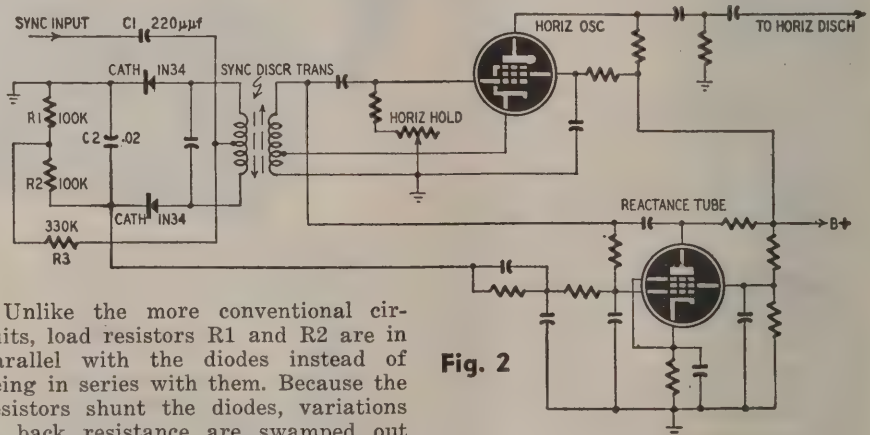 SYNC INPUT
C1 220µµf
HORIZ OSC
TO HORIZ DISCH
CATH IN34
SYNC DISCR TRANS
R1 100K
C2 .02
HORIZ HOLD
R2 100K
CATH IN34
REACTANCE TUBE
330K
B+
R3
Unlike the more conventional cir-
uits, load resistors R1 and R2 are in
arallel with the diodes instead of
eing in series with them. Because the
esistors shunt the diodes, variations
back resistance are swamped out
Fig. 2